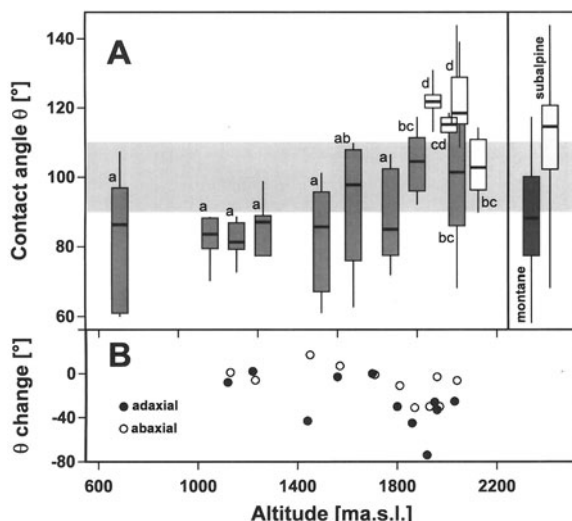 A
Contact angle θ [°]
140
120
100
80
60
a
a
a
a
a
ab
a
bc
d
cd
d
bc
bc
montane
subalpine
B
θ change [°]
0
-40
-80
adaxial
abaxial
600
1000
1400
1800
2200
Altitude [ma.s.l.]